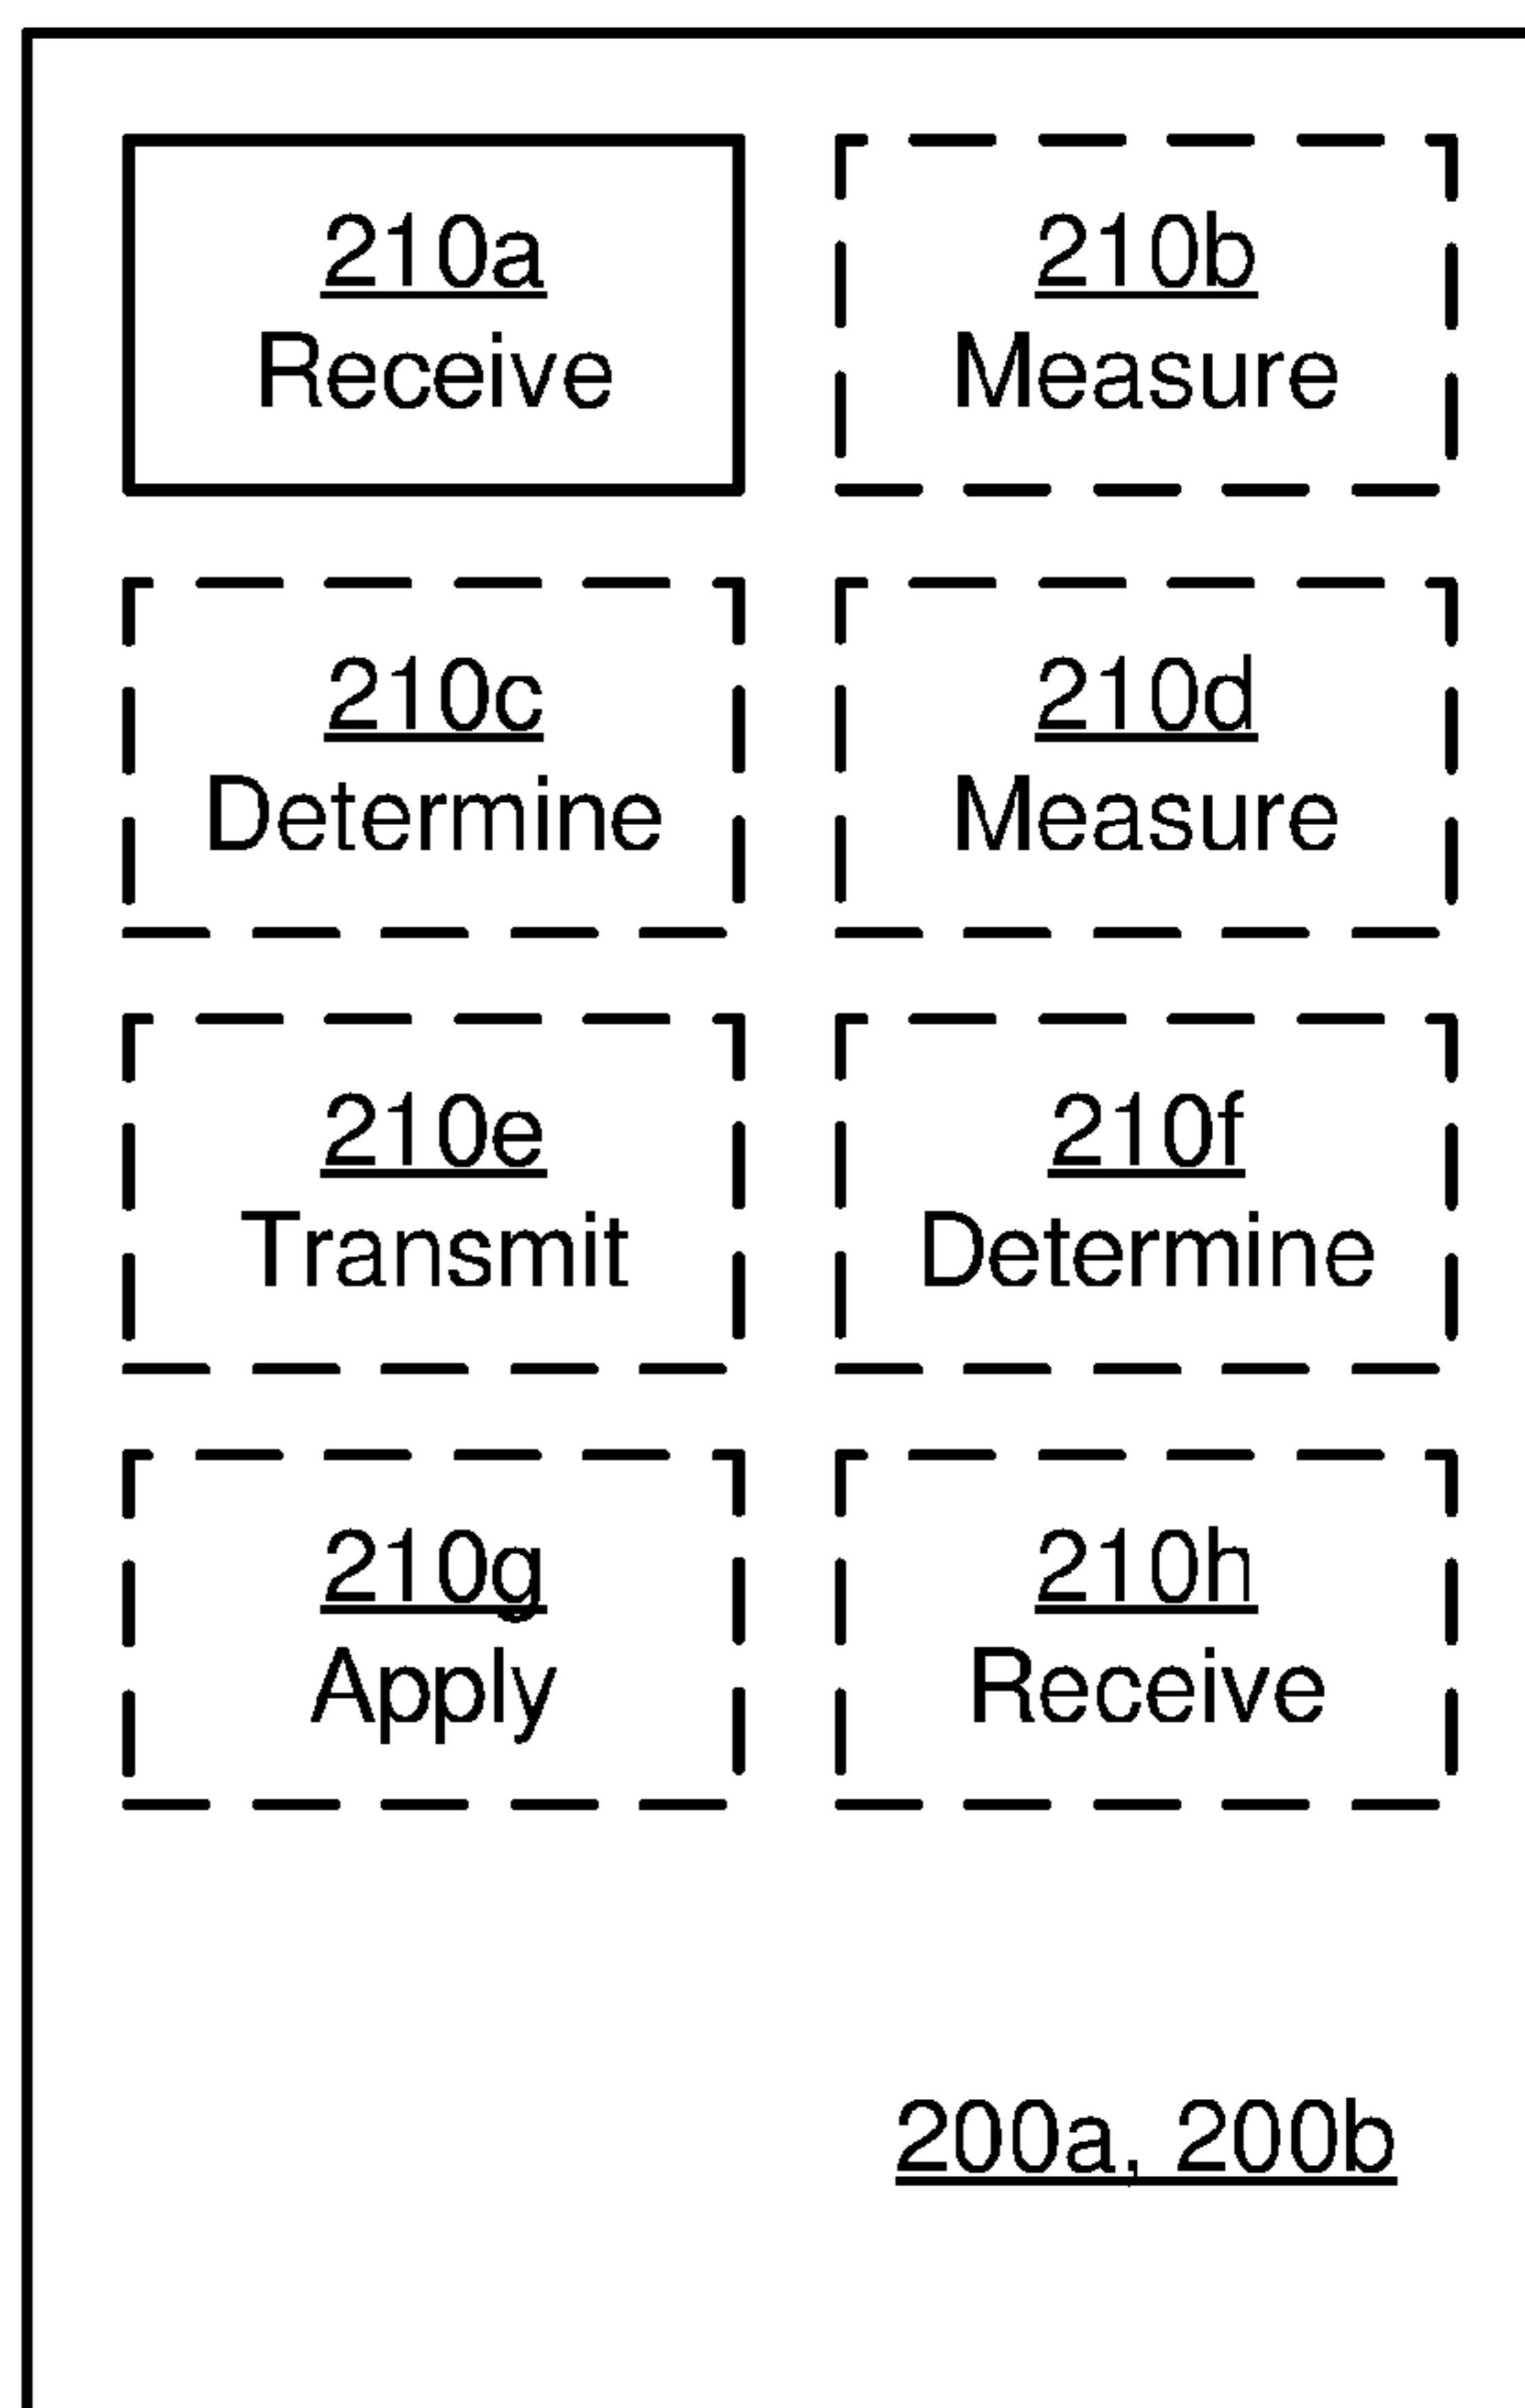 210a
Receive
210b
Measure
210c
Determine
210d
Measure
210e
Transmit
210f
Determine
210g
Apply
210h
Receive
200a, 200b